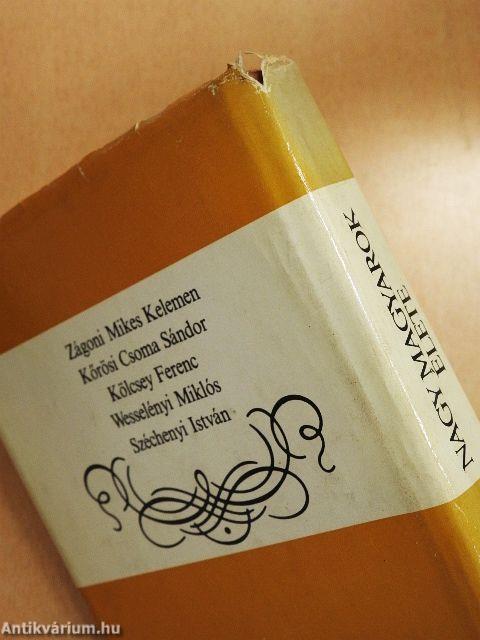 Zágoni Mikes Kelemen
Kőrösi Csoma Sándor
Kölcsey Ferenc
Wesselényi Miklós
Széchenyi István
NAGY MAGYAROK
ÉLETE
Antikvárium.hu